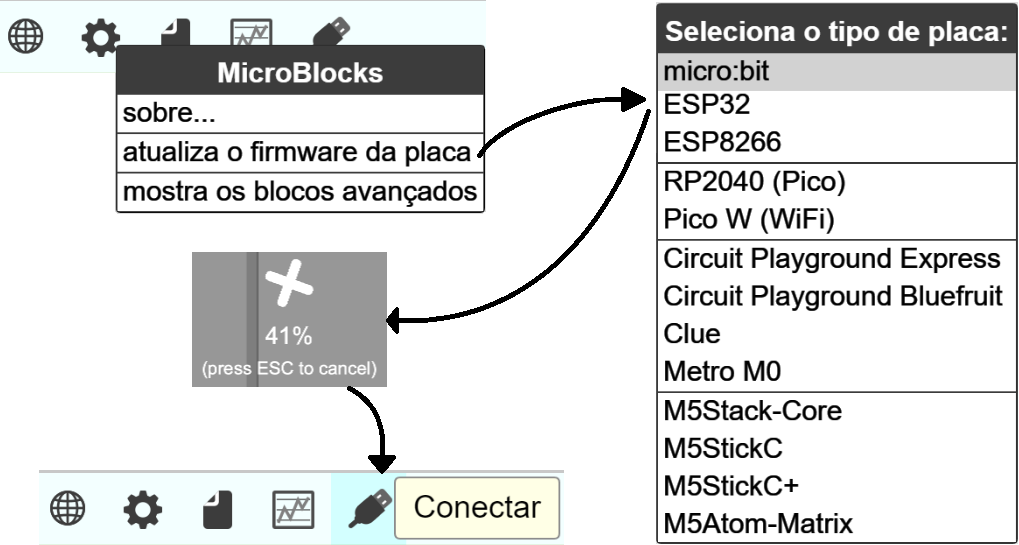 MicroBlocks
sobre...
atualiza o firmware da placa
mostra os blocos avançados
Seleciona o tipo de placa:
micro:bit
ESP32
ESP8266
RP2040 (Pico)
Pico W (WiFi)
Circuit Playground Express
Circuit Playground Bluefruit
Clue
Metro M0
M5Stack-Core
M5StickC
M5StickC+
M5Atom-Matrix
41%
(press ESC to cancel)
Conectar